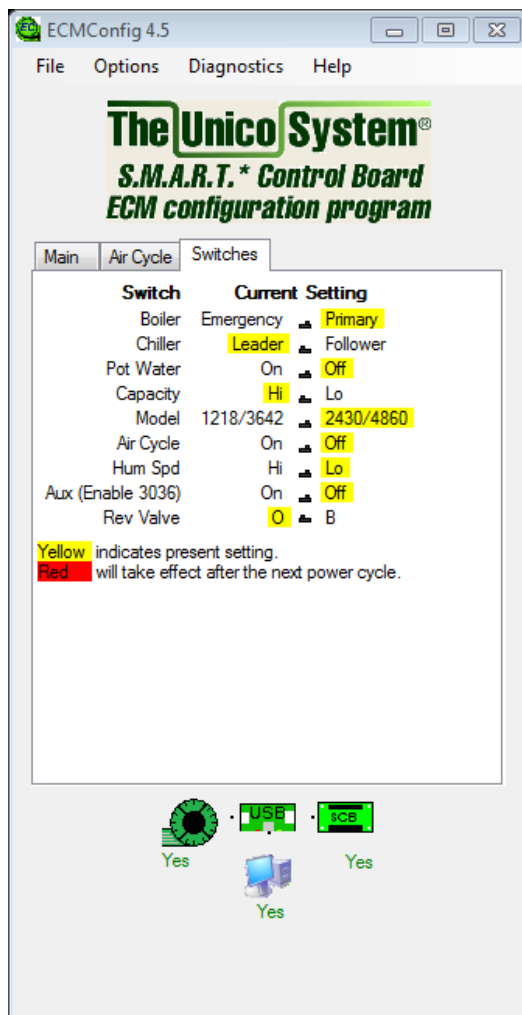 ECMConfig 4.5
File Options Diagnostics Help
The Unico System®
S.M.A.R.T.* Control Board
ECM configuration program
Main Air Cycle Switches
Switch Current Setting
Boiler Emergency Primary
Chiller Leader Follower
Pot Water On Off
Capacity Hi Lo
Model 1218/3642 2430/4860
Air Cycle On Off
Hum Spd Hi Lo
Aux (Enable 3036) On Off
Rev Valve O B
Yellow indicates present setting.
Red will take effect after the next power cycle.
USB SCB
Yes Yes
Yes